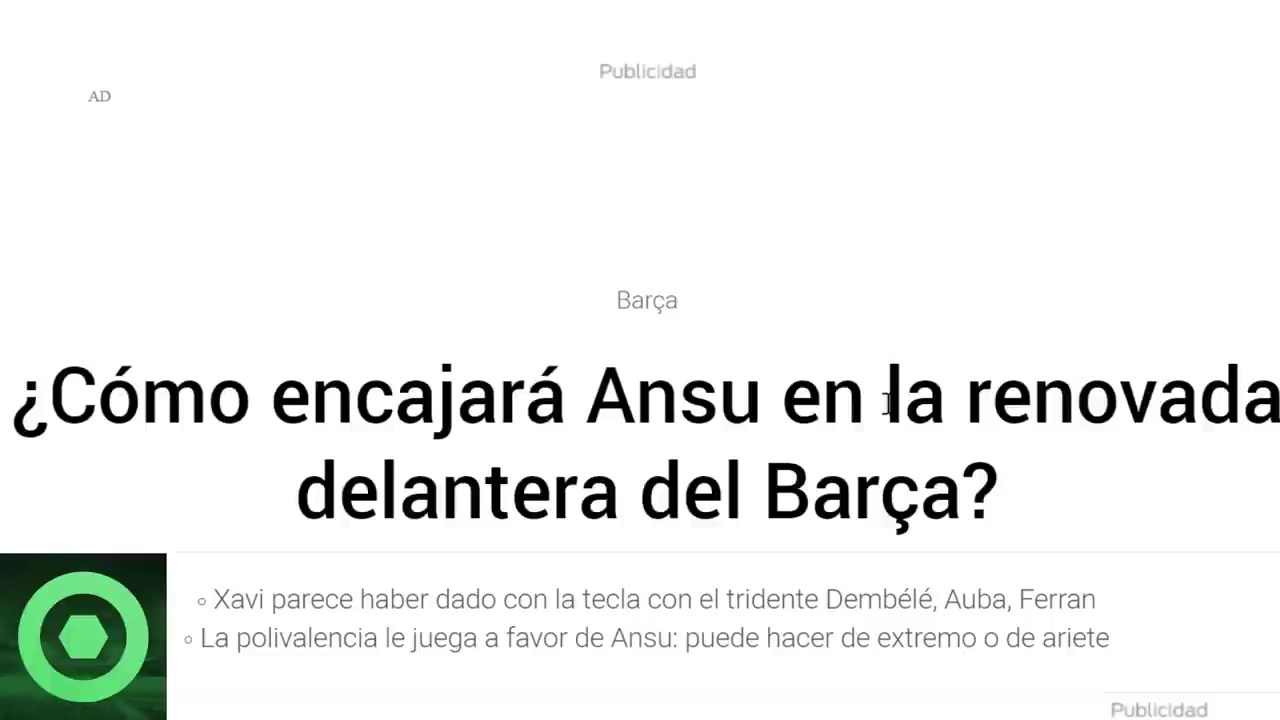 Publicidad
AD
Barça
¿Cómo encajará Ansu en la renovada
delantera del Barça?
◦ Xavi parece haber dado con la tecla con el tridente Dembélé, Auba, Ferran
◦ La polivalencia le juega a favor de Ansu: puede hacer de extremo o de ariete
Publicidad